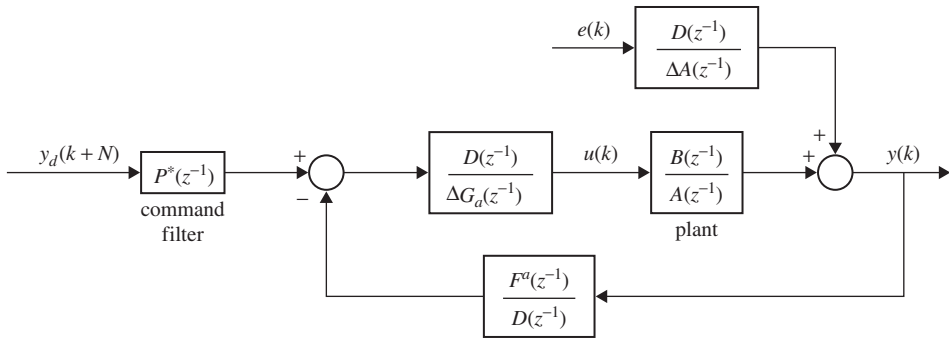 e(k)
D(z⁻¹)
ΔA(z⁻¹)
y_d(k + N)
P*(z⁻¹)
command
filter
+
−
D(z⁻¹)
ΔG_a(z⁻¹)
u(k)
B(z⁻¹)
A(z⁻¹)
plant
+
+
y(k)
F^a(z⁻¹)
D(z⁻¹)